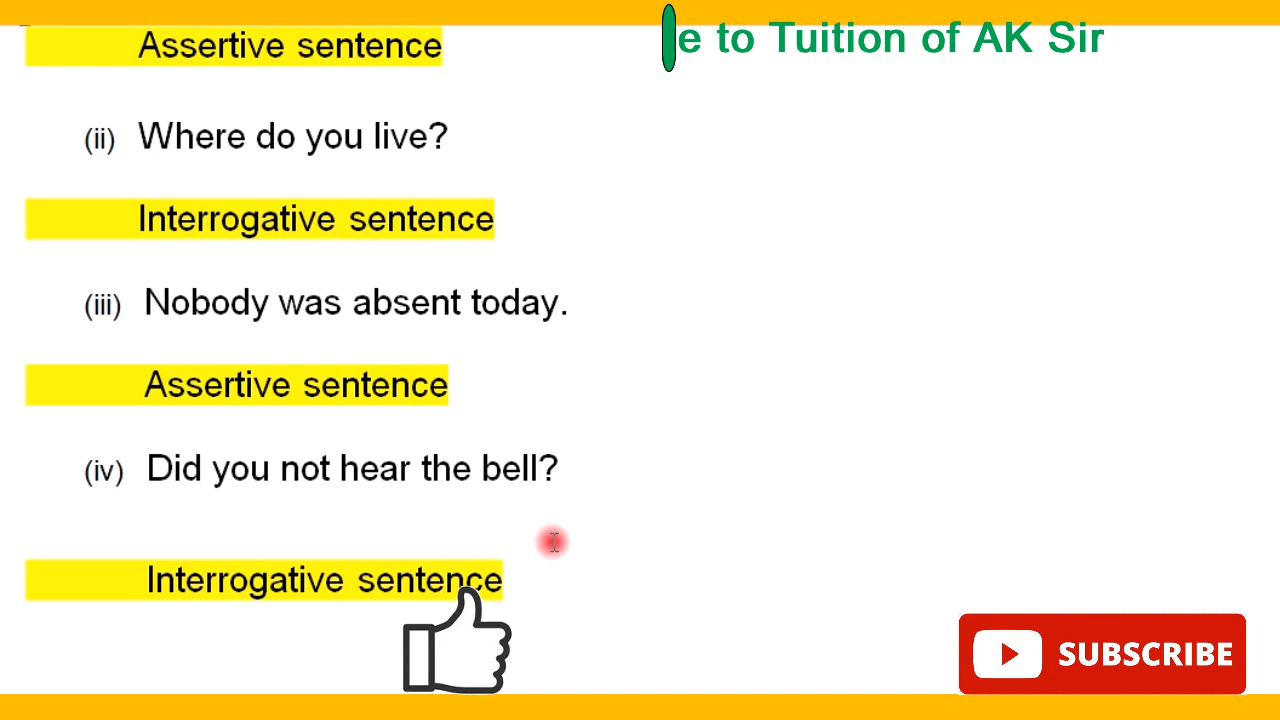 Assertive sentence
e to Tuition of AK Sir
(ii) Where do you live?
Interrogative sentence
(iii) Nobody was absent today.
Assertive sentence
(iv) Did you not hear the bell?
Interrogative sentence
SUBSCRIBE